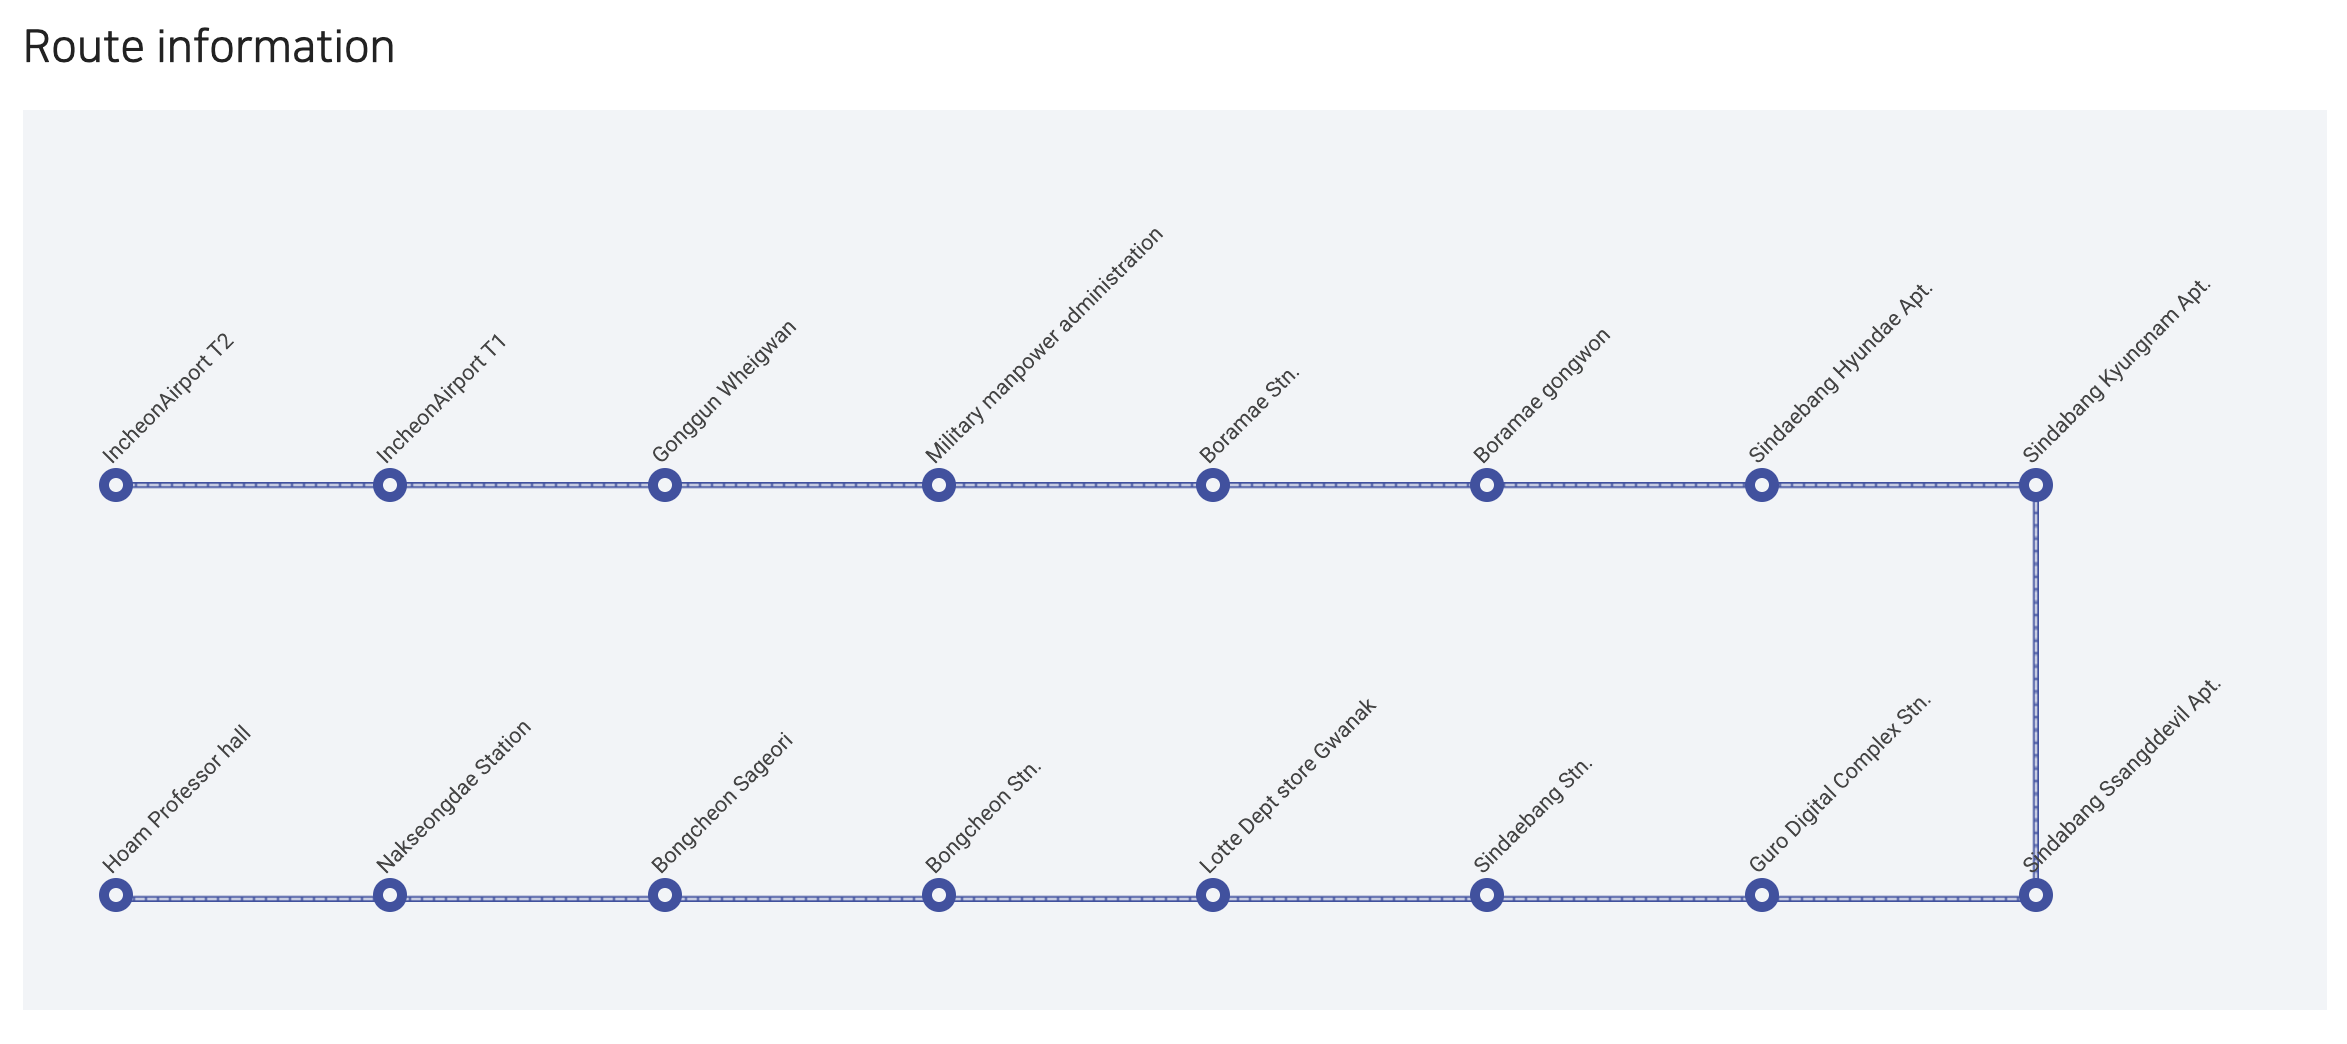 Route information
IncheonAirport T2
IncheonAirport T1
Gonggun Wheigwan
Military manpower administration
Boramae Stn.
Boramae gongwon
Sindaebang Hyundae Apt.
Sindabang Kyungnam Apt.
Hoam Professor hall
Nakseongdae Station
Bongcheon Sageori
Bongcheon Stn.
Lotte Dept store Gwanak
Sindaebang Stn.
Guro Digital Complex Stn.
Sindabang Ssangddevil Apt.